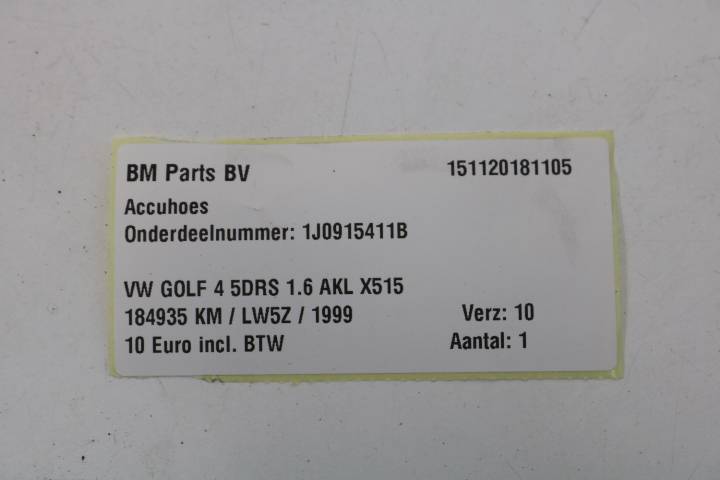 BM Parts BV 151120181105
Accuhoes
Onderdeelnummer: 1J0915411B
VW GOLF 4 5DRS 1.6 AKL X515
184935 KM / LW5Z / 1999 Verz: 10
10 Euro incl. BTW Aantal: 1